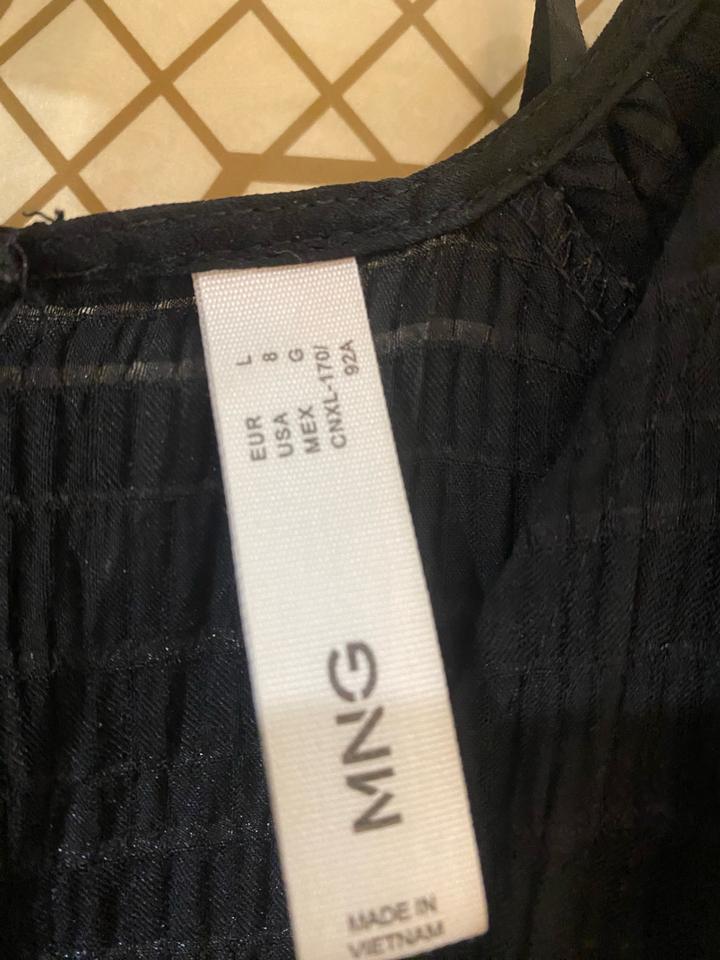 EUR L
USA 8
MEX G
CNXL-170/
92A
MNG
MADE IN
VIETNAM